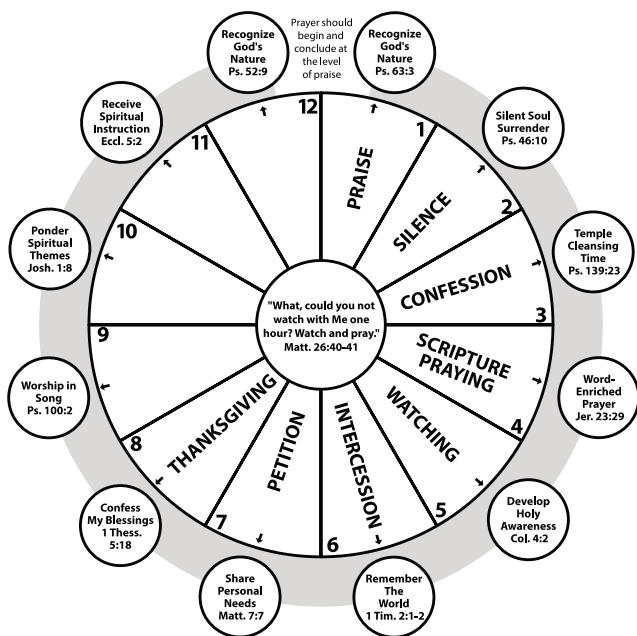 Prayer should
begin and
conclude at
the level
of praise
Recognize
God's
Nature
Ps. 63:3
Silent Soul
Surrender
Ps. 46:10
Temple
Cleansing
Time
Ps. 139:23
Word-
Enriched
Prayer
Jer. 23:29
Develop
Holy
Awareness
Col. 4:2
Remember
The
World
1 Tim. 2:1–2
Share
Personal
Needs
Matt. 7:7
Confess
My Blessings
1 Thess.
5:18
Worship in
Song
Ps. 100:2
Ponder
Spiritual
Themes
Josh. 1:8
Receive
Spiritual
Instruction
Eccl. 5:2
Recognize
God's
Nature
Ps. 52:9
12
1
2
3
4
5
6
7
8
9
10
11
PRAISE
SILENCE
CONFESSION
SCRIPTURE
PRAYING
WATCHING
INTERCESSION
PETITION
THANKSGIVING
"What, could you not
watch with Me one
hour? Watch and pray."
Matt. 26:40–41